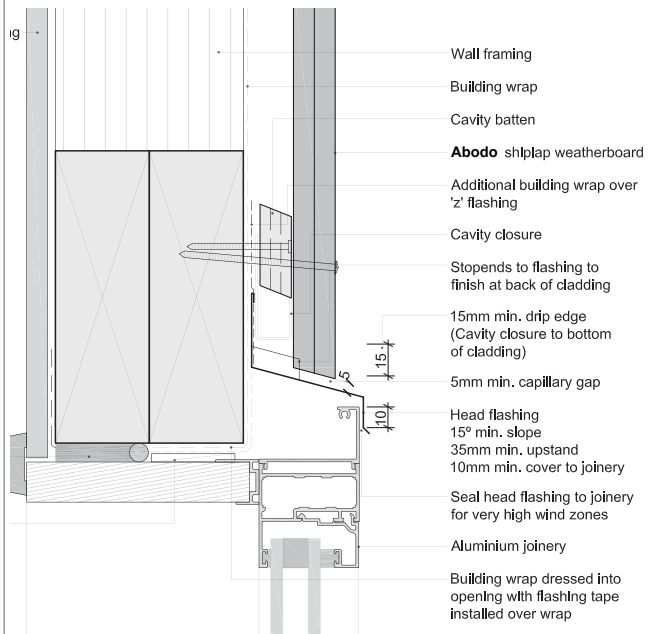 ng
Wall framing
Building wrap
Cavity batten
Abodo shiplap weatherboard
Additional building wrap over
'z' flashing
Cavity closure
Stopends to flashing to
finish at back of cladding
15mm min. drip edge
(Cavity closure to bottom
of cladding)
15
5
5mm min. capillary gap
10
Head flashing
15º min. slope
35mm min. upstand
10mm min. cover to joinery
Seal head flashing to joinery
for very high wind zones
Aluminium joinery
Building wrap dressed into
opening with flashing tape
installed over wrap